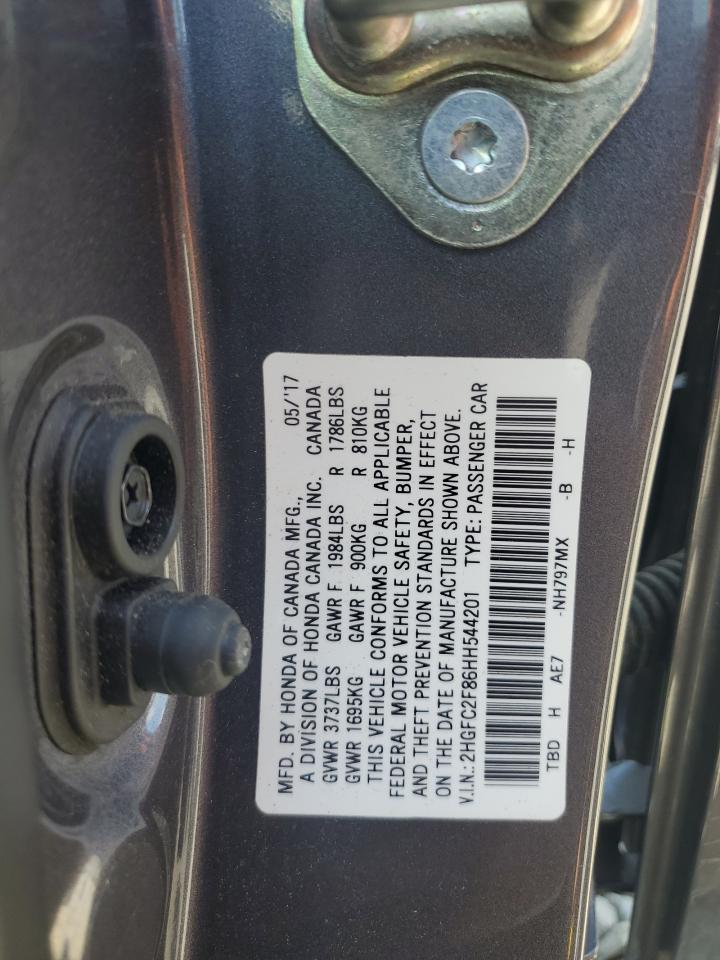 MFD. BY HONDA OF CANADA MFG., 05/'17
A DIVISION OF HONDA CANADA INC. CANADA
GVWR 3737LBS GAWR F 1984LBS R 1786LBS
GVWR 1695KG GAWR F 900KG R 810KG
THIS VEHICLE CONFORMS TO ALL APPLICABLE
FEDERAL MOTOR VEHICLE SAFETY, BUMPER,
AND THEFT PREVENTION STANDARDS IN EFFECT
ON THE DATE OF MANUFACTURE SHOWN ABOVE.
V.I.N.: 2HGFC2F86HH544201 TYPE: PASSENGER CAR
TBD H AE7 -NH797MX -B -H